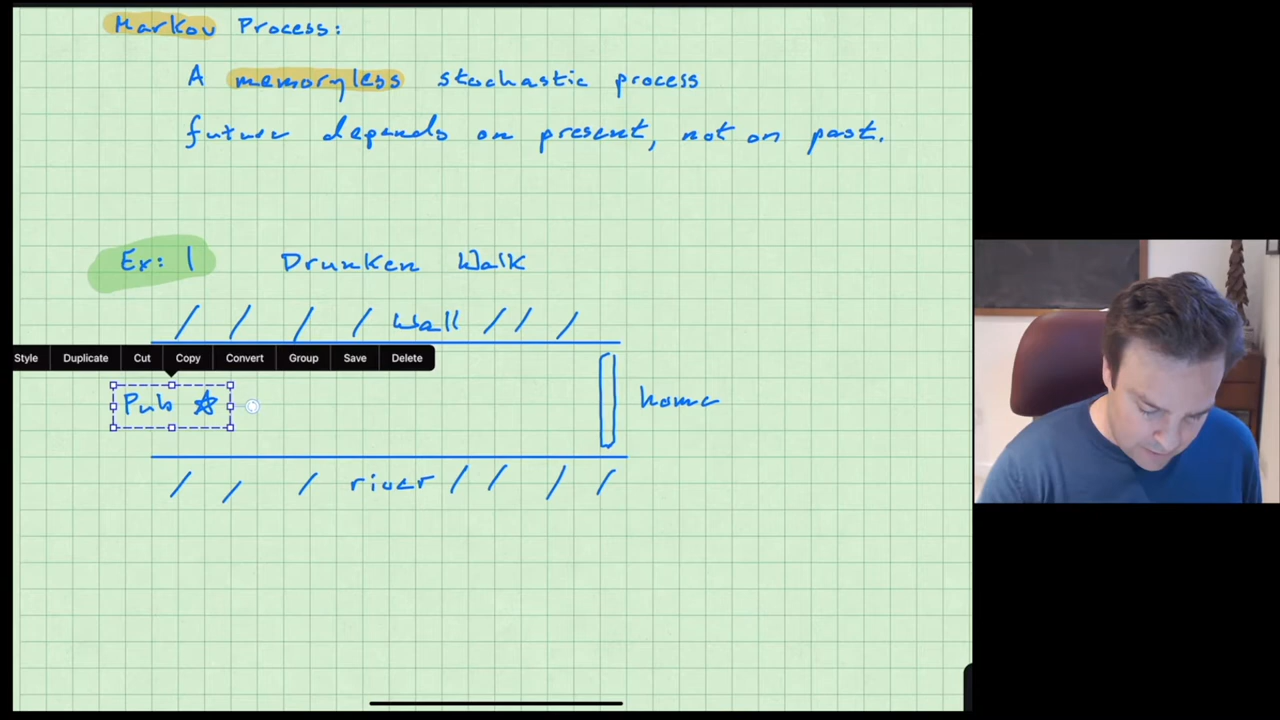 Markov Process:
A memoryless stochastic process
future depends on present, not on past.
Ex: 1 Drunken Walk
wall
Style Duplicate Cut Copy Convert Group Save Delete
Pub
home
river